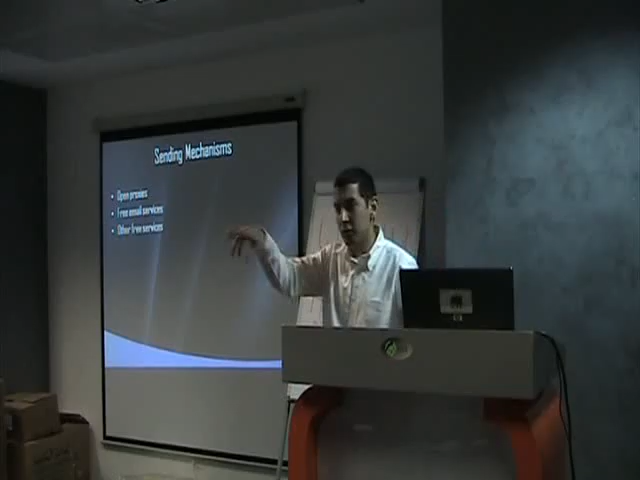 Sending Mechanisms
• Open proxies
• Free email services
• Other free services